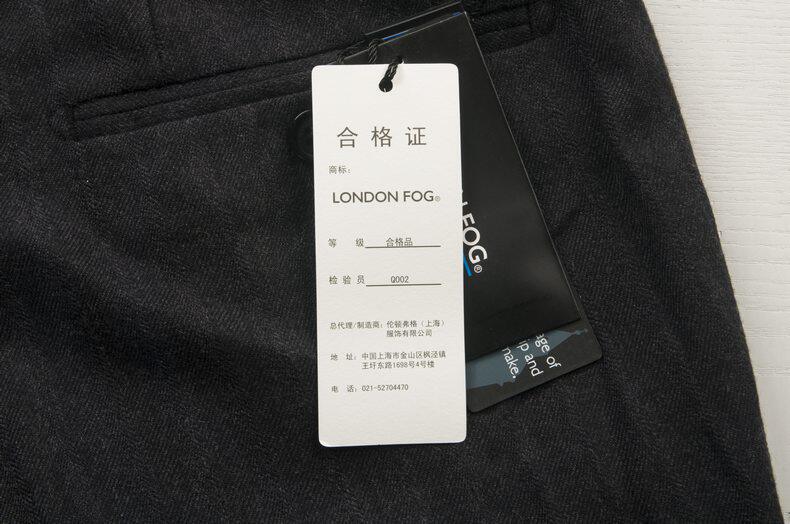 合格证
商标:
LONDON FOG®
等 级 合格品
检验员 Q002
总代理/制造商: 伦顿弗格（上海）
服饰有限公司
地 址: 中国上海市金山区枫泾镇
王圩东路1698号4号楼
电 话: 021-52704470
FOG®
age of
ip and
make.